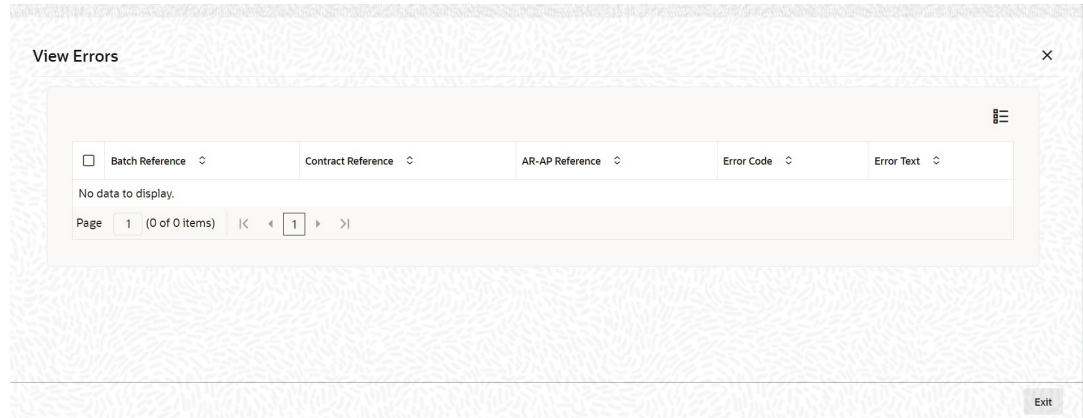 View Errors
Batch Reference Contract Reference AR-AP Reference Error Code Error Text
No data to display.
Page 1 (0 of 0 items) 1
Exit